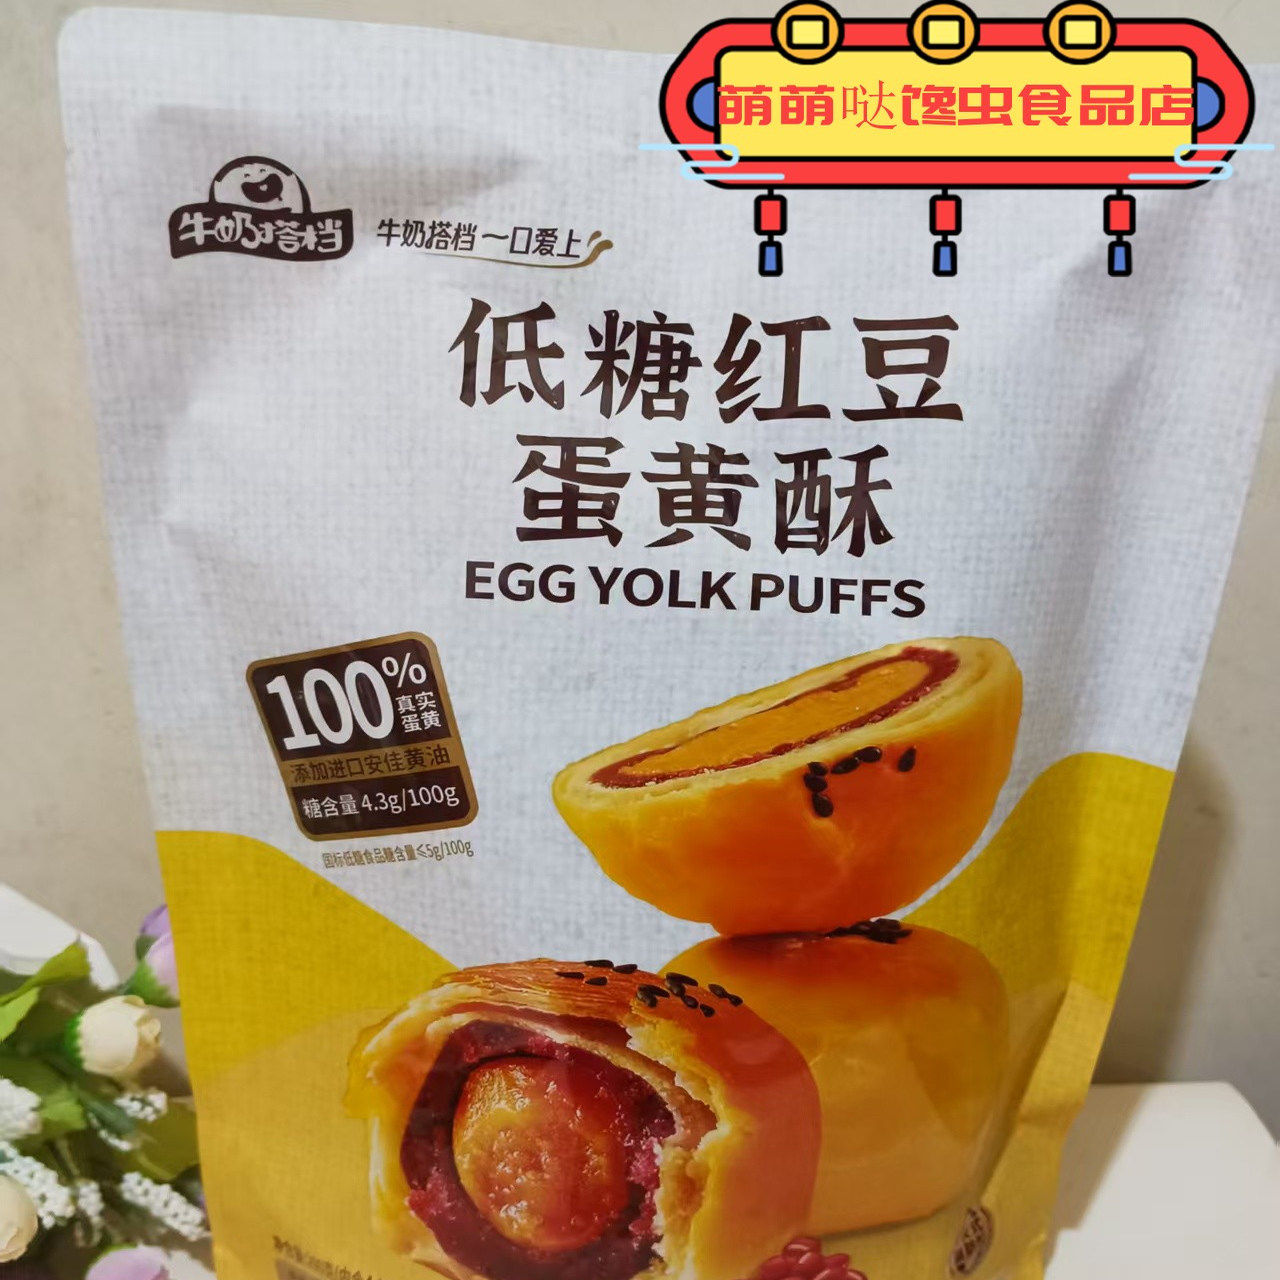 萌萌哒馋虫食品店
牛奶搭档
牛奶搭档 一口爱上
低糖红豆
蛋黄酥
EGG YOLK PUFFS
100%
真实
蛋黄
添加进口安佳黄油
糖含量 4.3g/100g
国标低糖食品糖含量≤5g/100g